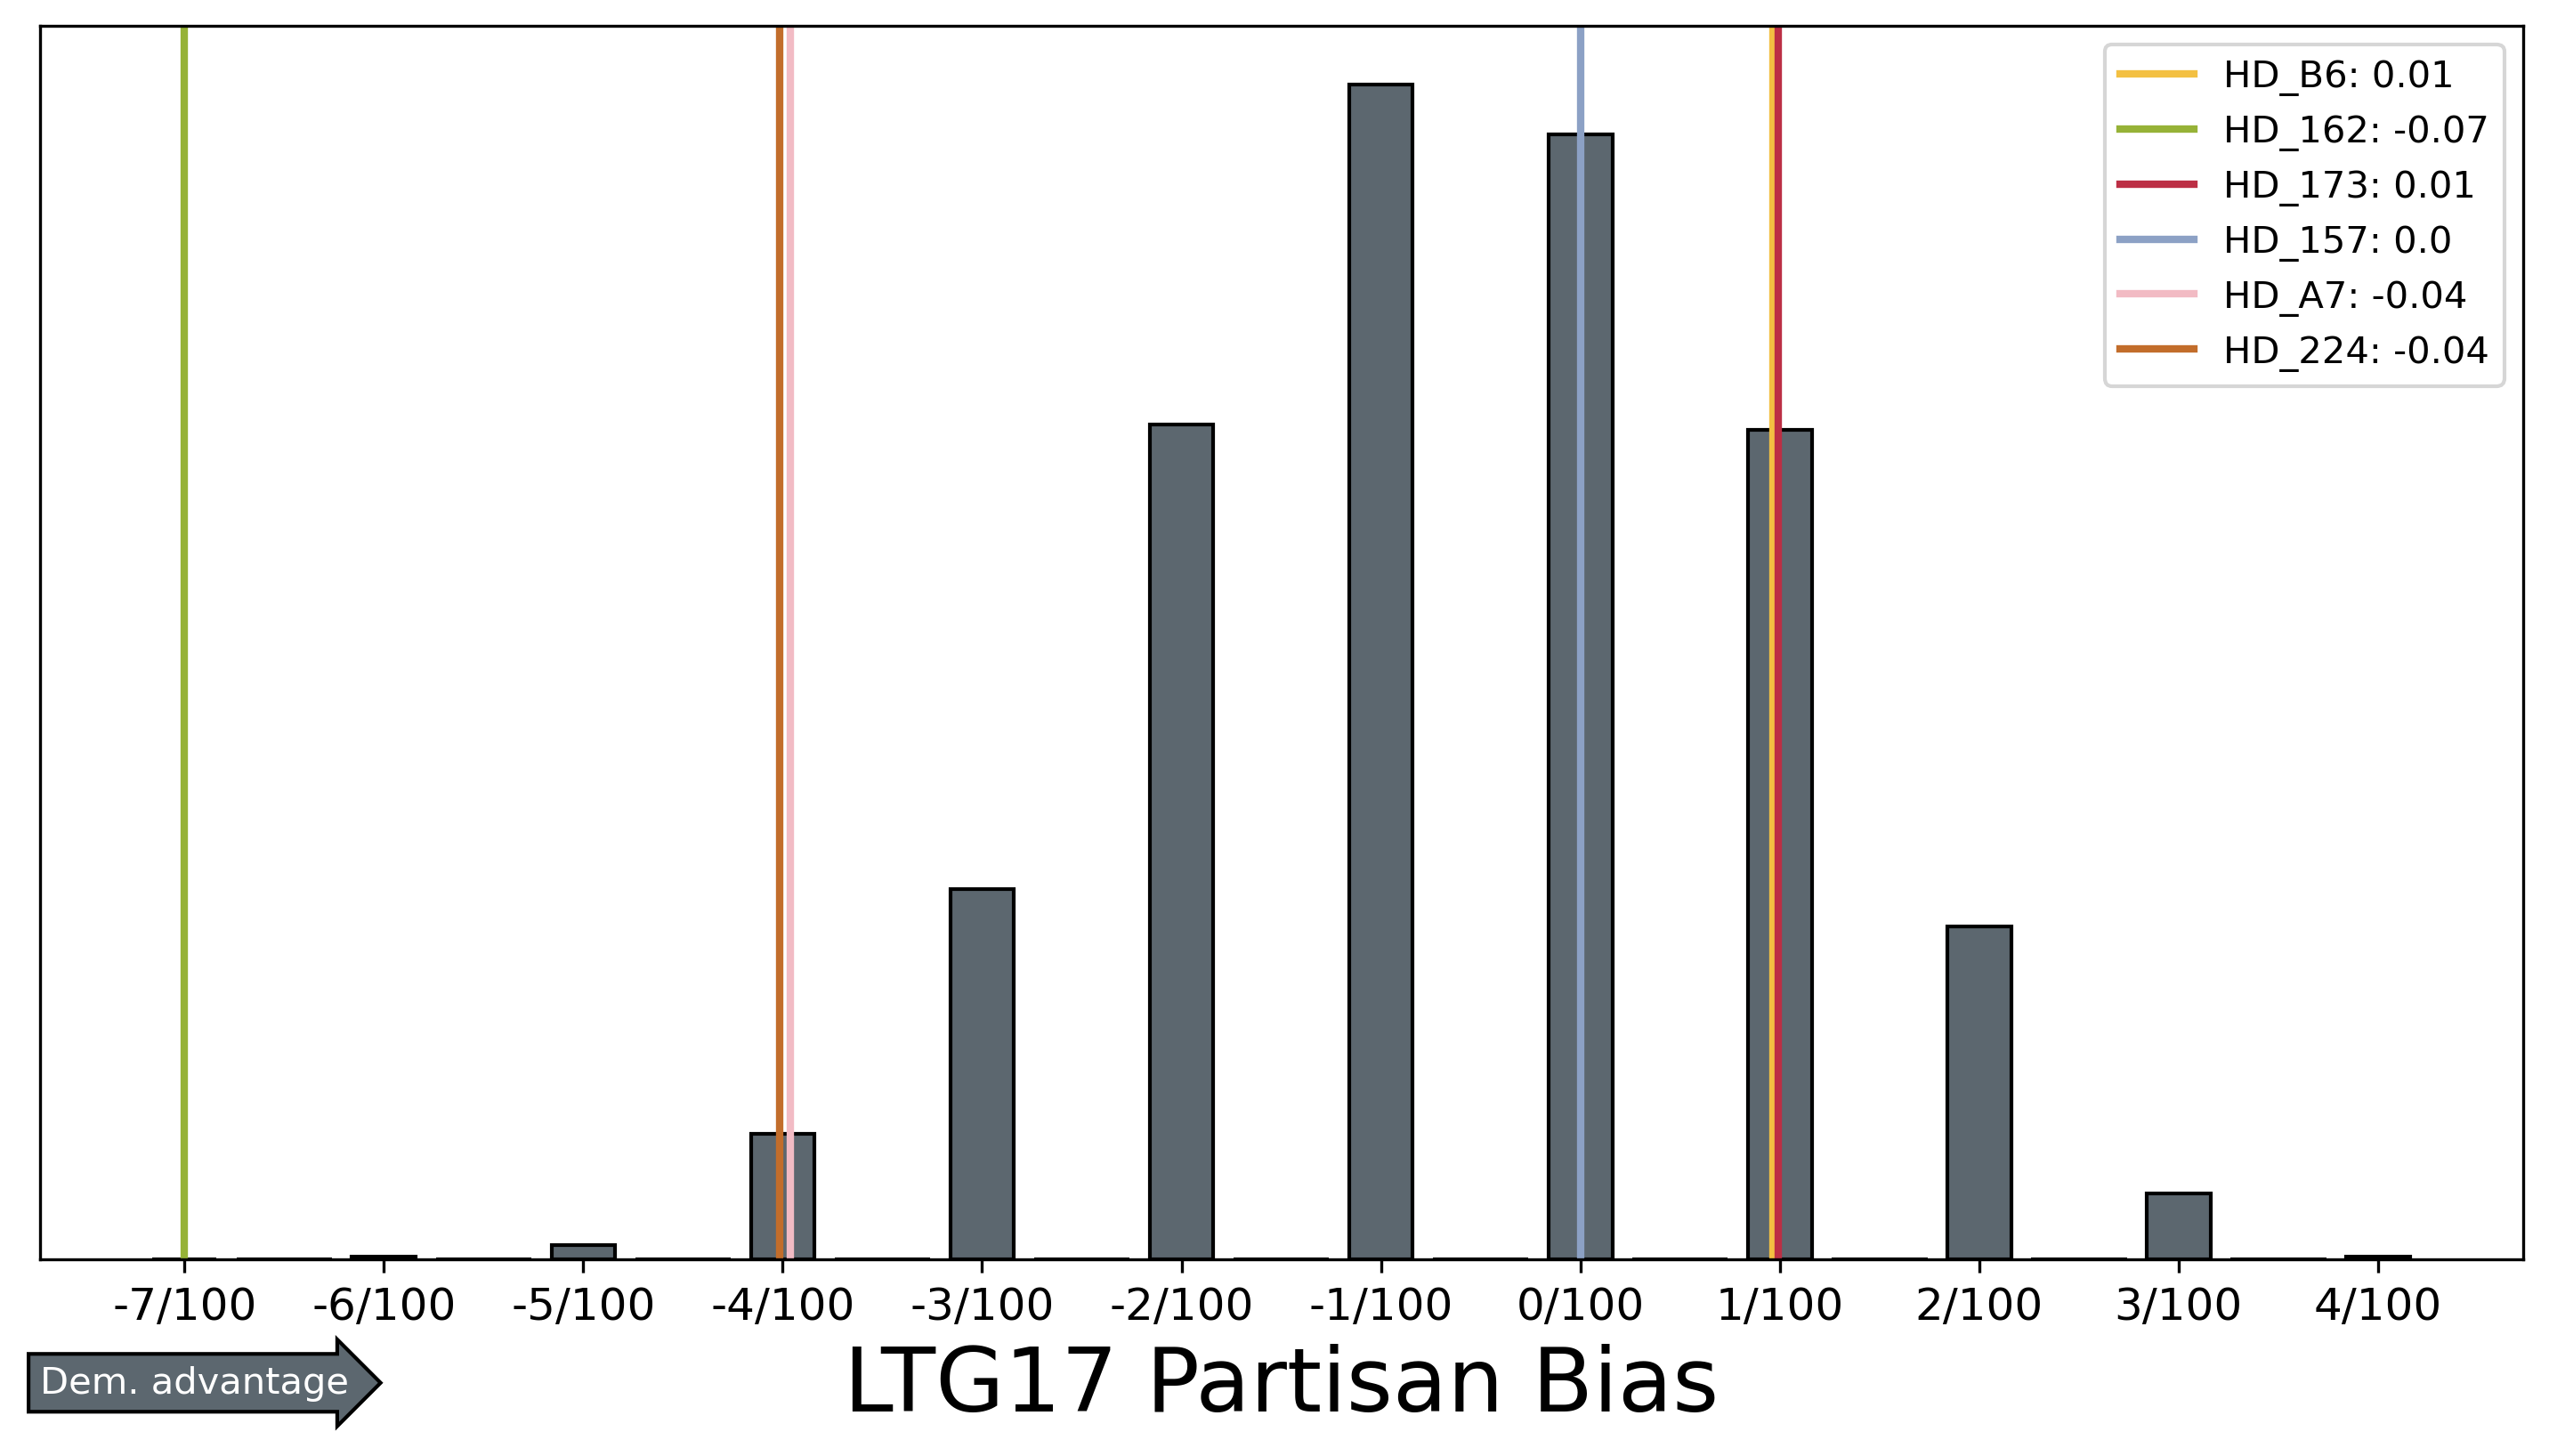 HD_B6: 0.01
HD_162: -0.07
HD_173: 0.01
HD_157: 0.0
HD_A7: -0.04
HD_224: -0.04
-7/100 -6/100 -5/100 -4/100 -3/100 -2/100 -1/100 0/100 1/100 2/100 3/100 4/100
Dem. advantage
LTG17 Partisan Bias